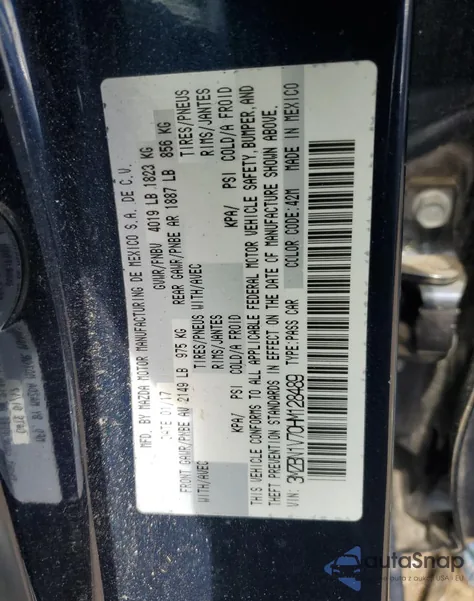 MFD. BY MAZDA MOTOR MANUFACTURING DE MEXICO S.A. DE C.V.
DATE 01/17 GVWR/PNBV 4019 LB 1823 KG
FRONT GAWR/PNBE AV 2149 LB 975 KG REAR GAWR/PNBE AR 1887 LB 856 KG
WITH/AVEC TIRES/PNEUS WITH/AVEC TIRES/PNEUS
RIMS/JANTES RIMS/JANTES
KPA/ PSI COLD/A FROID KPA/ PSI COLD/A FROID
THIS VEHICLE CONFORMS TO ALL APPLICABLE FEDERAL MOTOR VEHICLE SAFETY, BUMPER, AND
THEFT PREVENTION STANDARDS IN EFFECT ON THE DATE OF MANUFACTURE SHOWN ABOVE.
VIN: 3MZBN1V7XHM128489 TYPE:PASS CAR COLOR CODE:42M MADE IN MEXICO
autoSnap